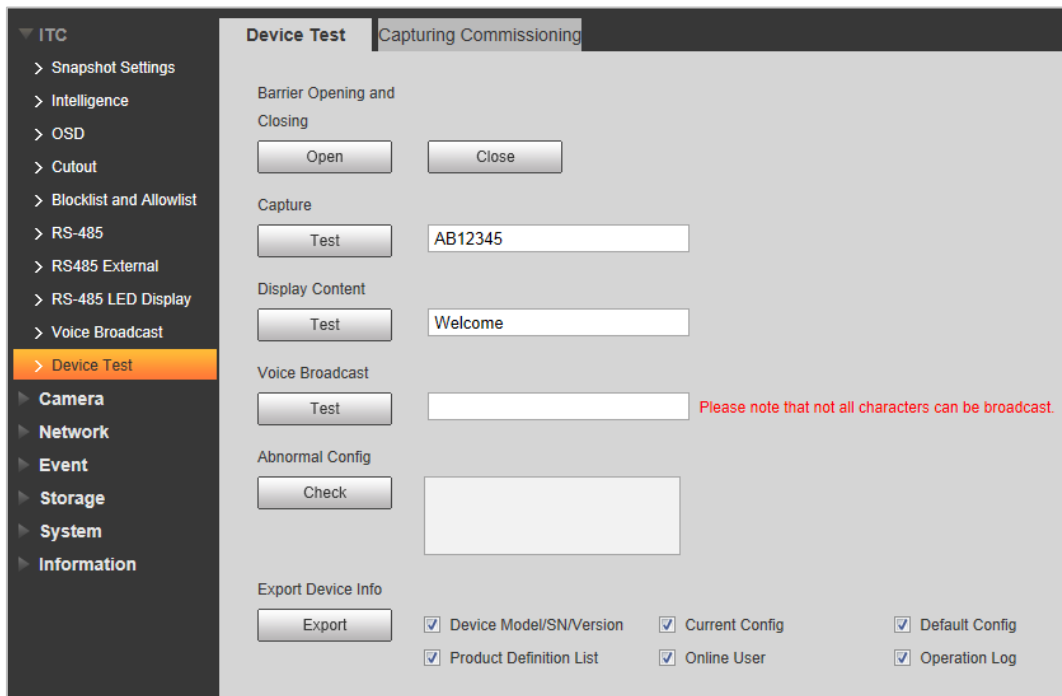 ITC
Snapshot Settings
Intelligence
OSD
Cutout
Blocklist and Allowlist
RS-485
RS485 External
RS-485 LED Display
Voice Broadcast
Device Test
Camera
Network
Event
Storage
System
Information
Device Test Capturing Commissioning
Barrier Opening and
Closing
Open Close
Capture
Test AB12345
Display Content
Test Welcome
Voice Broadcast
Test Please note that not all characters can be broadcast.
Abnormal Config
Check
Export Device Info
Export Device Model/SN/Version Current Config Default Config
Product Definition List Online User Operation Log